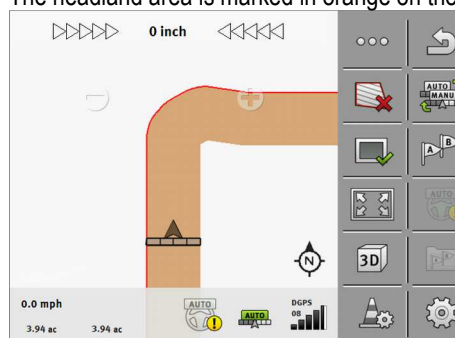 The headland area is marked in orange on the
0 inch
AUTO
MANU
A B
AUTO
N
3D
0.0 mph
3.94 ac 3.94 ac
AUTO
AUTO
DGPS
08